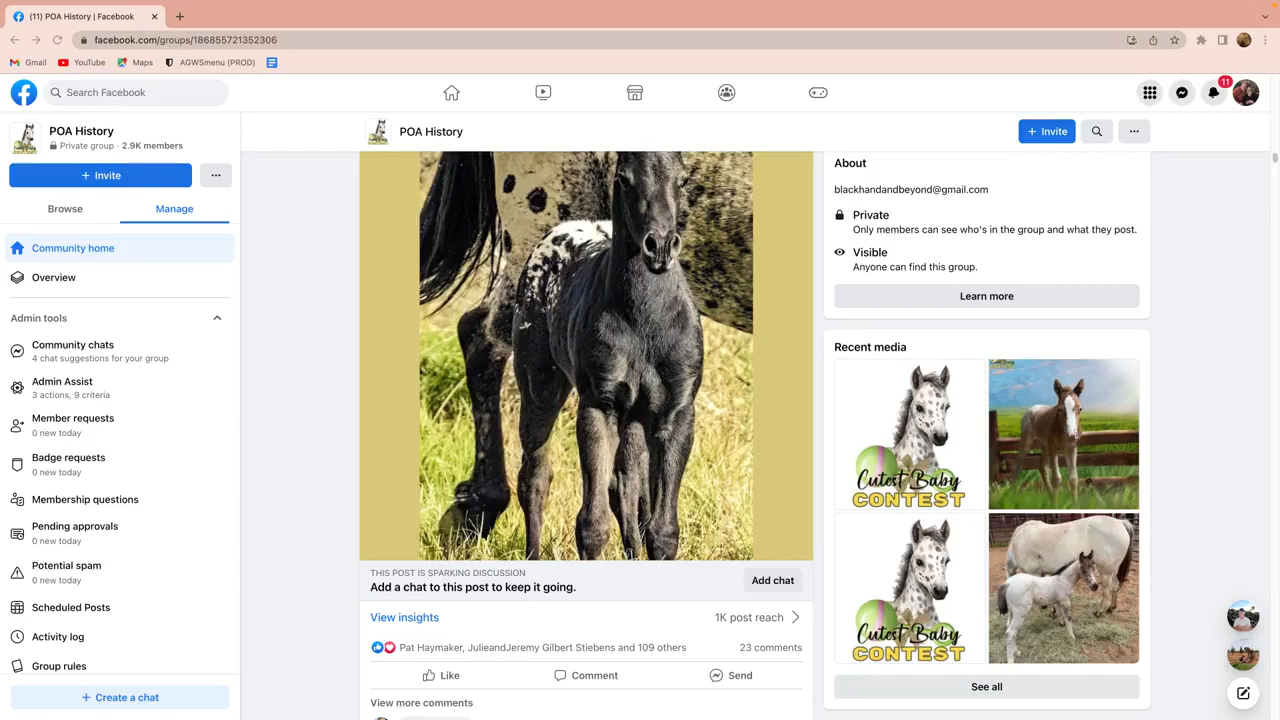 (11) POA History | Facebook
facebook.com/groups/186855721352306
Gmail
YouTube
Maps
AGWSmenu (PROD)
Search Facebook
11
POA History
Private group · 2.9K members
+ Invite
Browse
Manage
Community home
Overview
Admin tools
Community chats
4 chat suggestions for your group
Admin Assist
3 actions, 9 criteria
Member requests
0 new today
Badge requests
0 new today
Membership questions
Pending approvals
0 new today
Potential spam
0 new today
Scheduled Posts
Activity log
Group rules
+ Create a chat
POA History
+ Invite
THIS POST IS SPARKING DISCUSSION
Add a chat to this post to keep it going.
Add chat
View insights
1K post reach
Pat Haymaker, JulieandJeremy Gilbert Stiebens and 109 others
23 comments
Like
Comment
Send
View more comments
About
blackhandandbeyond@gmail.com
Private
Only members can see who's in the group and what they post.
Visible
Anyone can find this group.
Learn more
Recent media
Cutest Baby
CONTEST
Cutest Baby
CONTEST
See all